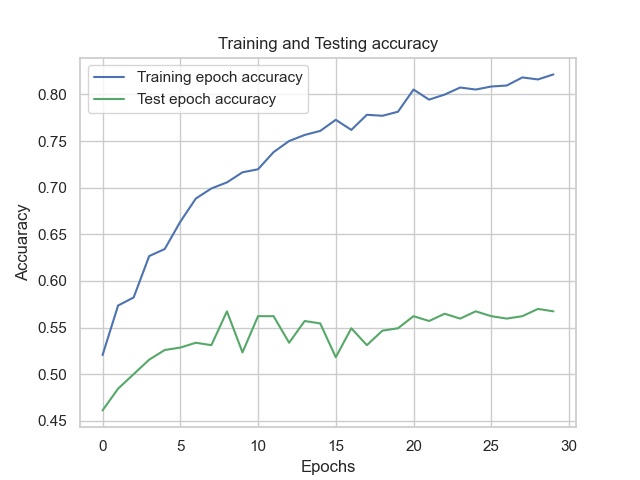 Training and Testing accuracy
Training epoch accuracy
Test epoch accuracy
Accuaracy
0.80
0.75
0.70
0.65
0.60
0.55
0.50
0.45
0 5 10 15 20 25 30
Epochs